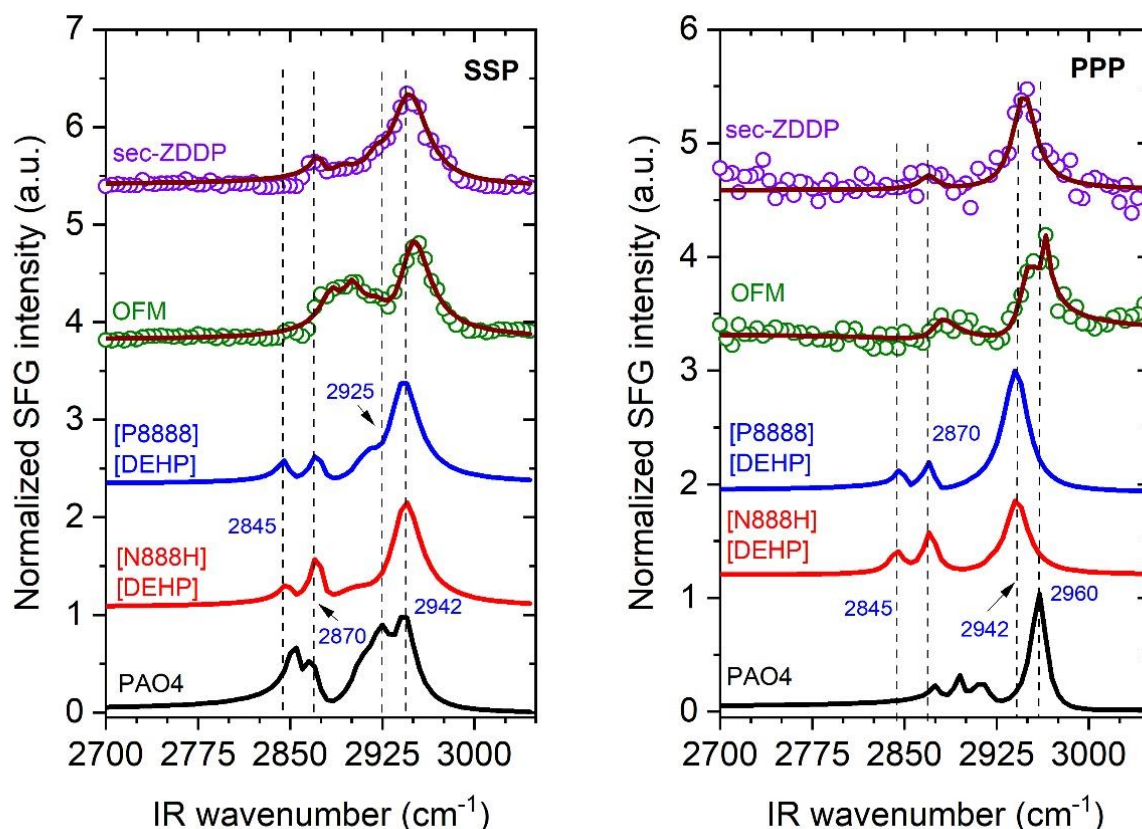 SSP
Normalized SFG intensity (a.u.)
7
6
5
4
3
2
1
0
sec-ZDDP
OFM
[P8888]
[DEHP]
2925
[N888H]
[DEHP]
2845
2870
2942
PAO4
2700 2775 2850 2925 3000
IR wavenumber (cm⁻¹)
PPP
Normalized SFG intensity (a.u.)
6
5
4
3
2
1
0
sec-ZDDP
OFM
[P8888]
[DEHP]
2870
[N888H]
[DEHP]
2845
2942
2960
PAO4
2700 2775 2850 2925 3000
IR wavenumber (cm⁻¹)